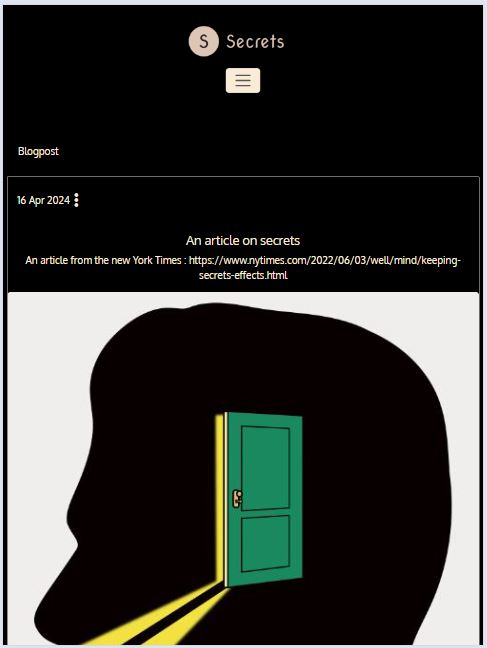 S Secrets
Blogpost
16 Apr 2024
An article on secrets
An article from the new York Times : https://www.nytimes.com/2022/06/03/well/mind/keeping-
secrets-effects.html